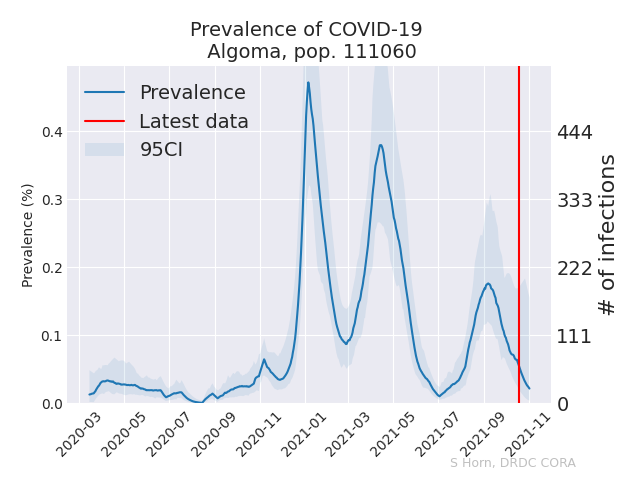 Prevalence of COVID-19
Algoma, pop. 111060
Prevalence
Latest data
95CI
Prevalence (%)
0.4
0.3
0.2
0.1
0.0
444
333
222
111
0
# of infections
2020-03
2020-05
2020-07
2020-09
2020-11
2021-01
2021-03
2021-05
2021-07
2021-09
2021-11
S Horn, DRDC CORA